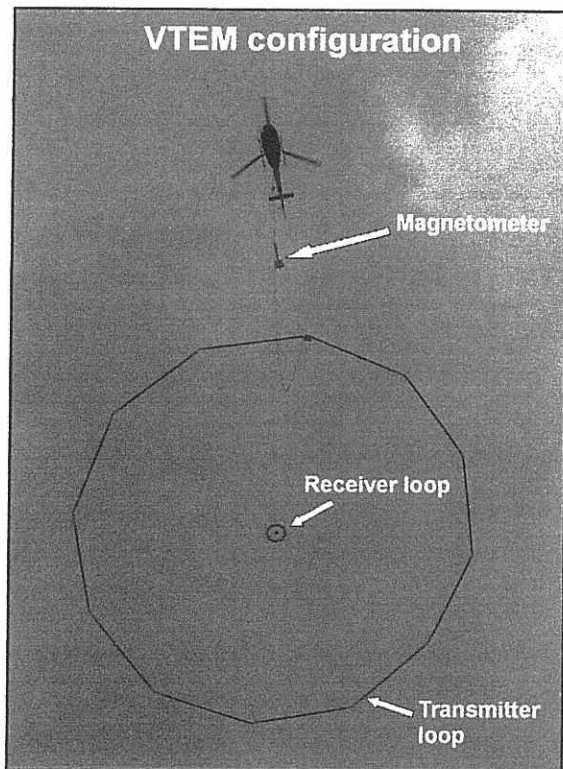 VTEM configuration
Magnetometer
Receiver loop
Transmitter
loop